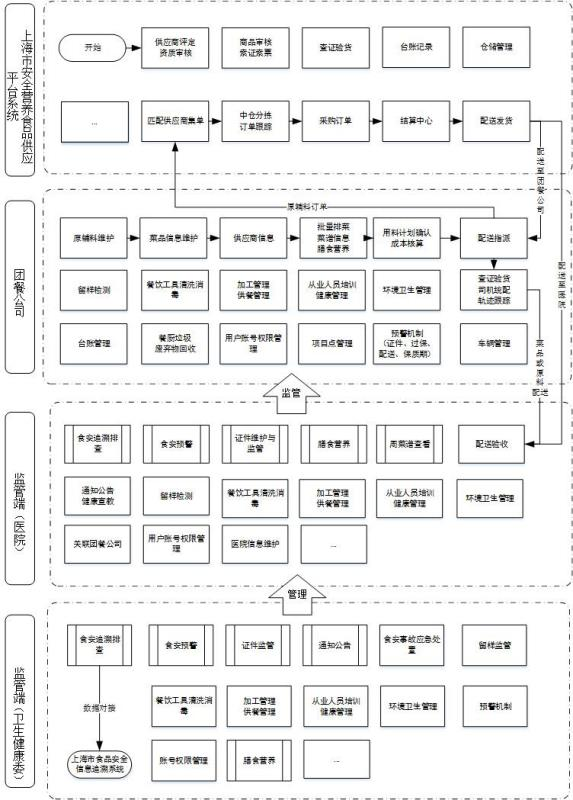 上海市安全营养食品供应
平台系统
开始
供应商评定
资质审核
商品审核
索证索票
查证验货
台账记录
仓储管理
...
匹配供应商集单
中仓分拣
订单跟踪
采购订单
结算中心
配送发货
配送至团餐公司
原辅料订单
团餐公司
原辅料维护
菜品信息维护
供应商信息
批量排菜
菜谱信息
膳食营养
用料计划确认
成本核算
配送指派
配送至医院
留样检测
餐饮工具清洗消
毒
加工管理
供餐管理
从业人员培训
健康管理
环境卫生管理
查证验货
司机统配
轨迹跟踪
台账管理
餐厨垃圾
废弃物回收
用户账号权限管
理
项目点管理
预警机制
(证件、过保、
配送、保质期)
车辆管理
菜品或原料
配送
监管
监管端（医院）
食安追溯排
查
食安预警
证件维护与
监管
膳食营养
周菜谱查看
配送验收
通知公告
健康宣教
留样检测
餐饮工具清洗消
毒
加工管理
供餐管理
从业人员培训
健康管理
环境卫生管理
关联团餐公司
用户账号权限管
理
医院信息维护
...
管理
监管端（卫生健康委）
食安追溯排
查
食安预警
证件监管
通知公告
食安事故应急处
置
留样监管
数据对接
餐饮工具清洗消
毒
加工管理
供餐管理
从业人员培训
健康管理
环境卫生管理
预警机制
上海市食品安全
信息追溯系统
账号权限管理
膳食营养
...